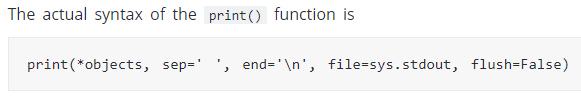 The actual syntax of the print() function is
print(*objects, sep=' ', end='\n', file=sys.stdout, flush=False)